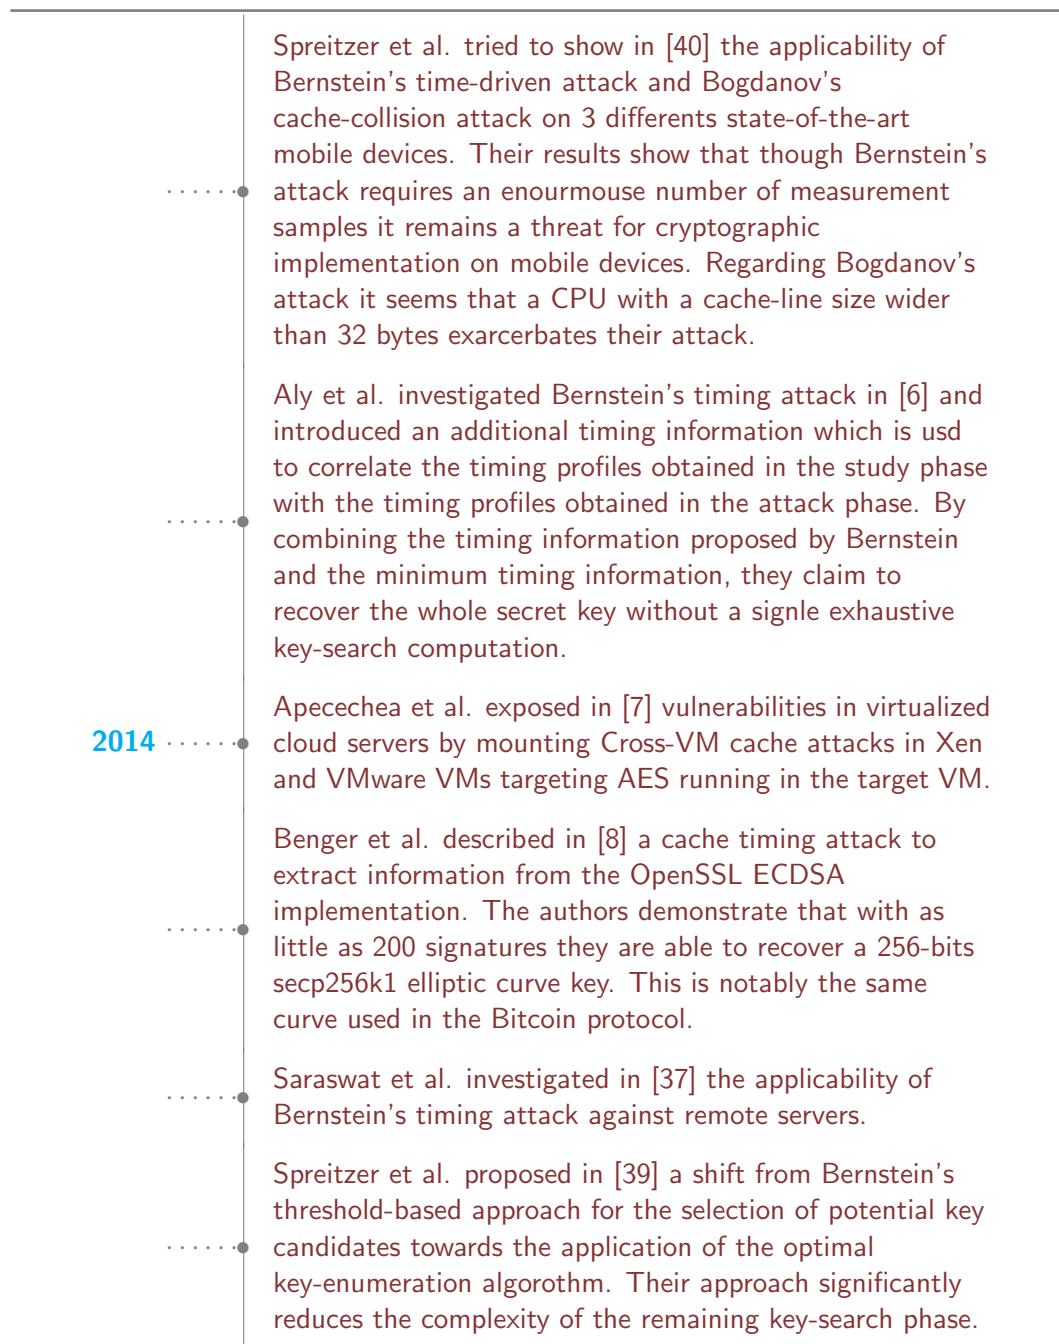 Spreitzer et al. tried to show in [40] the applicability of
Bernstein's time-driven attack and Bogdanov's
cache-collision attack on 3 differents state-of-the-art
mobile devices. Their results show that though Bernstein's
attack requires an enourmouse number of measurement
samples it remains a threat for cryptographic
implementation on mobile devices. Regarding Bogdanov's
attack it seems that a CPU with a cache-line size wider
than 32 bytes exarcerbates their attack.
Aly et al. investigated Bernstein's timing attack in [6] and
introduced an additional timing information which is usd
to correlate the timing profiles obtained in the study phase
with the timing profiles obtained in the attack phase. By
combining the timing information proposed by Bernstein
and the minimum timing information, they claim to
recover the whole secret key without a signle exhaustive
key-search computation.
Apecechea et al. exposed in [7] vulnerabilities in virtualized
2014 cloud servers by mounting Cross-VM cache attacks in Xen
and VMware VMs targeting AES running in the target VM.
Benger et al. described in [8] a cache timing attack to
extract information from the OpenSSL ECDSA
implementation. The authors demonstrate that with as
little as 200 signatures they are able to recover a 256-bits
secp256k1 elliptic curve key. This is notably the same
curve used in the Bitcoin protocol.
Saraswat et al. investigated in [37] the applicability of
Bernstein's timing attack against remote servers.
Spreitzer et al. proposed in [39] a shift from Bernstein's
threshold-based approach for the selection of potential key
candidates towards the application of the optimal
key-enumeration algorothm. Their approach significantly
reduces the complexity of the remaining key-search phase.